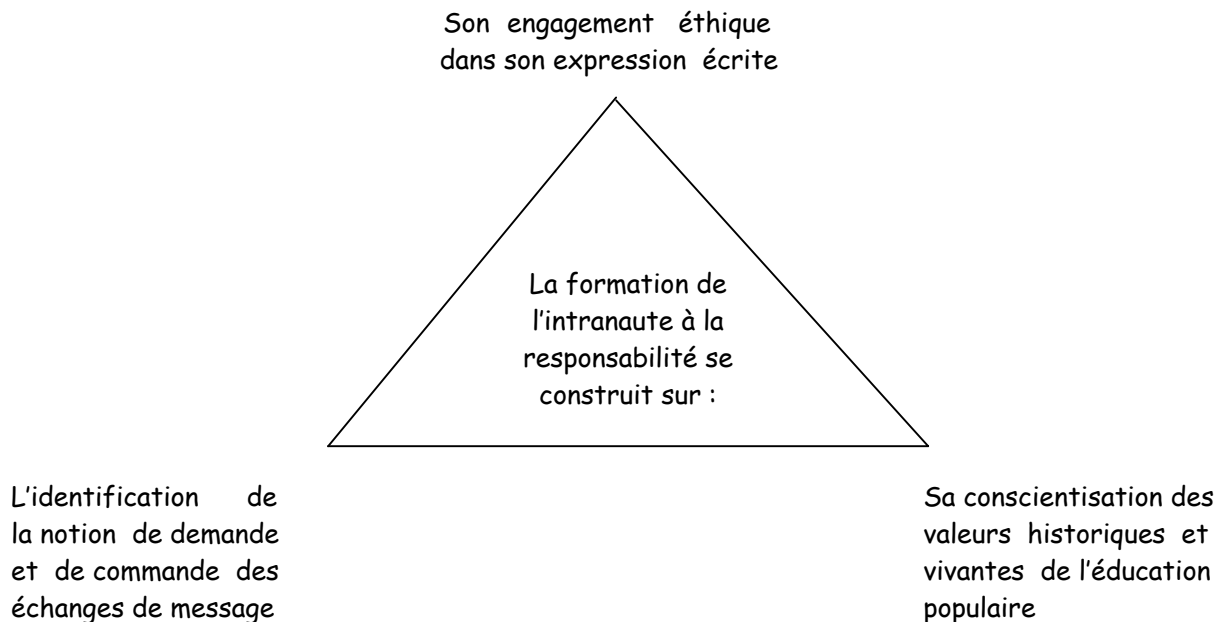 Son engagement éthique
dans son expression écrite
La formation de
l'intranaute à la
responsabilité se
construit sur :
L'identification de
la notion de demande
et de commande des
échanges de message
Sa conscientisation des
valeurs historiques et
vivantes de l'éducation
populaire